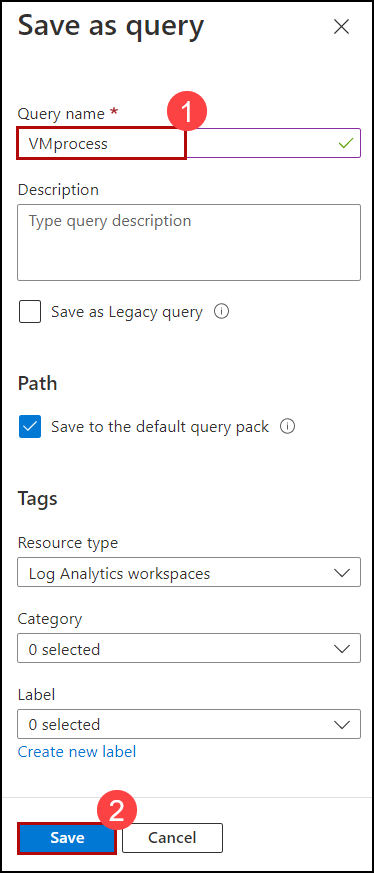 Save as query
Query name *
1
VMprocess
Description
Type query description
Save as Legacy query
Path
Save to the default query pack
Tags
Resource type
Log Analytics workspaces
Category
0 selected
Label
0 selected
Create new label
2
Save Cancel